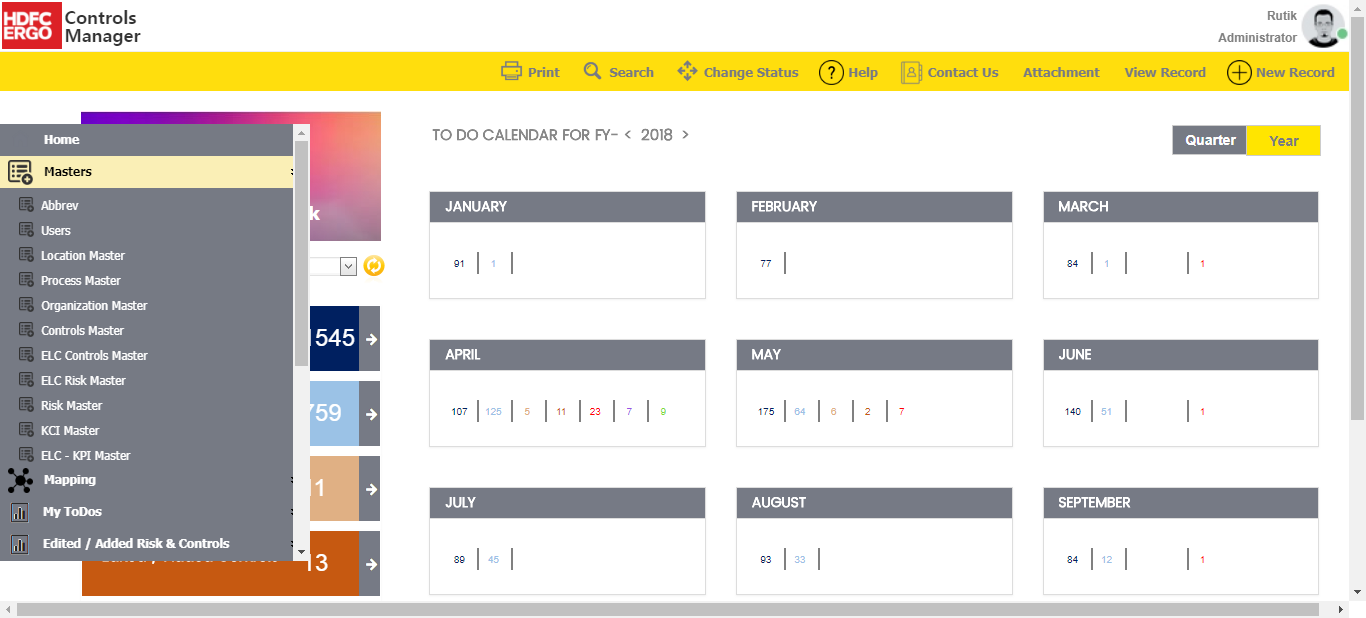 HDFC
ERGO
Controls
Manager
Rutik
Administrator
Print Search Change Status ? Help Contact Us Attachment View Record New Record
Home
Masters
Abbrev
Users
Location Master
Process Master
Organization Master
Controls Master
ELC Controls Master
ELC Risk Master
Risk Master
KCI Master
ELC - KPI Master
Mapping
My ToDos
Edited / Added Risk & Controls
k
1545
759
11
13
TO DO CALENDAR FOR FY- < 2018 >
Quarter Year
JANUARY
91 1
FEBRUARY
77
MARCH
84 1 1
APRIL
107 125 5 11 23 7 9
MAY
175 64 6 2 7
JUNE
140 51 1
JULY
89 45
AUGUST
93 33
SEPTEMBER
84 12 1